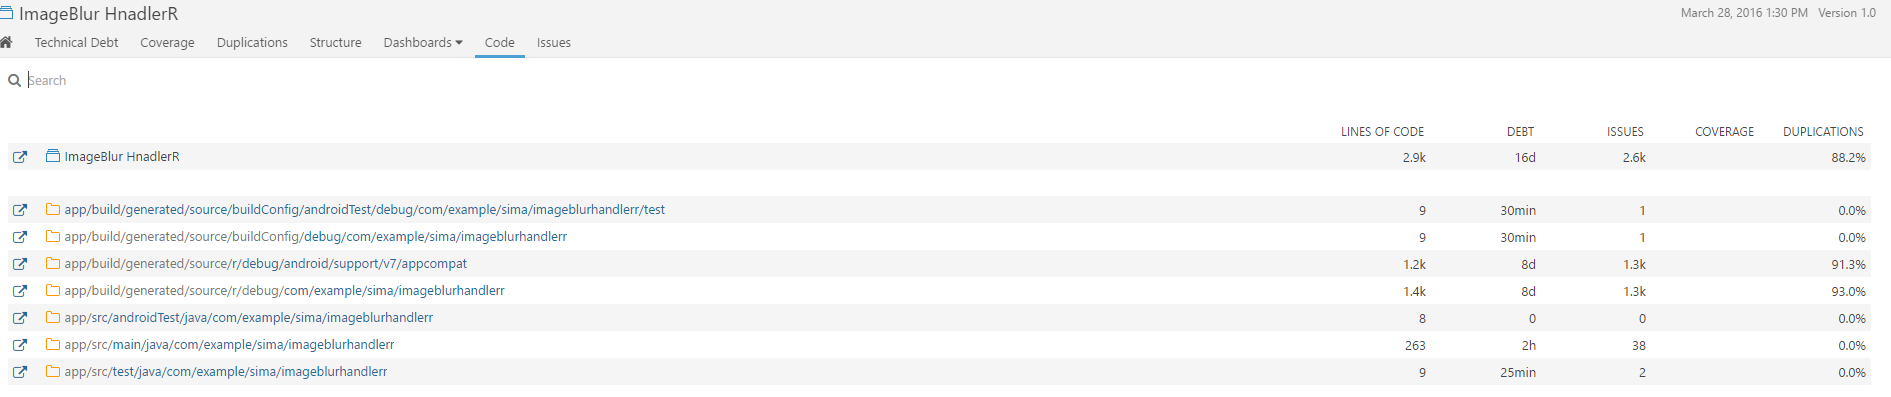 ImageBlur HnadlerR
March 28, 2016 1:30 PM Version 1.0
Technical Debt Coverage Duplications Structure Dashboards Code Issues
Search
LINES OF CODE DEBT ISSUES COVERAGE DUPLICATIONS
ImageBlur HnadlerR 2.9k 16d 2.6k 88.2%
app/build/generated/source/buildConfig/androidTest/debug/com/example/sima/imageblurhandlerr/test 9 30min 1 0.0%
app/build/generated/source/buildConfig/debug/com/example/sima/imageblurhandlerr 9 30min 1 0.0%
app/build/generated/source/r/debug/android/support/v7/appcompat 1.2k 8d 1.3k 91.3%
app/build/generated/source/r/debug/com/example/sima/imageblurhandlerr 1.4k 8d 1.3k 93.0%
app/src/androidTest/java/com/example/sima/imageblurhandlerr 8 0 0 0.0%
app/src/main/java/com/example/sima/imageblurhandlerr 263 2h 38 0.0%
app/src/test/java/com/example/sima/imageblurhandlerr 9 25min 2 0.0%